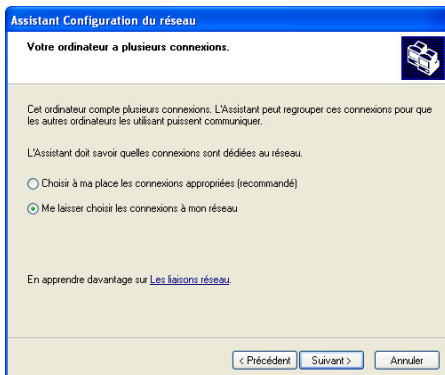 Assistant Configuration du réseau
Votre ordinateur a plusieurs connexions.
Cet ordinateur compte plusieurs connexions. L'Assistant peut regrouper ces connexions pour que
les autres ordinateurs les utilisant puissent communiquer.
L'Assistant doit savoir quelles connexions sont dédiées au réseau.
Choisir à ma place les connexions appropriées (recommandé)
Me laisser choisir les connexions à mon réseau
En apprendre davantage sur Les liaisons réseau.
< Précédent Suivant > Annuler